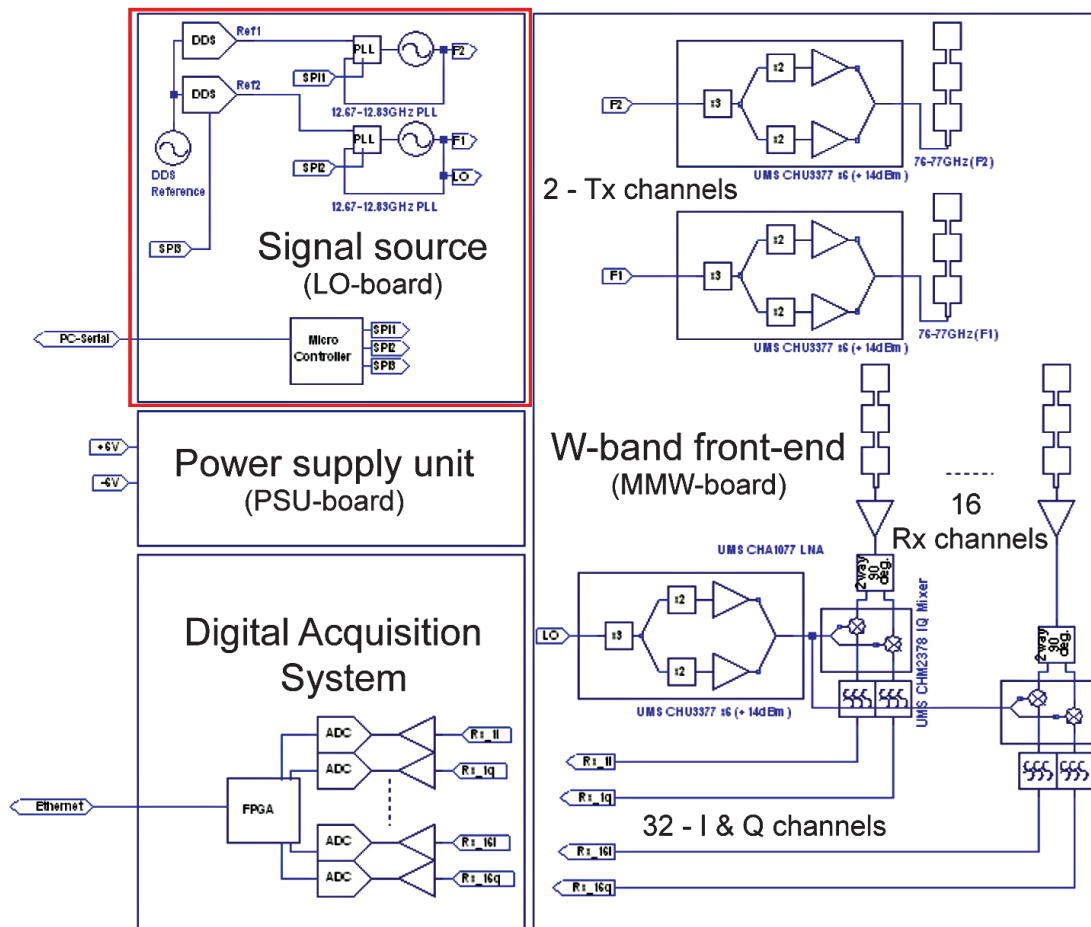 DDS
Ref1
PLL
F2
SPI1
DDS
Ref2
12.67-12.83GHz PLL
PLL
F1
SPI2
LO
DDS
Reference
12.67-12.83GHz PLL
SPI3
Signal source
(LO-board)
PC-Serial
Micro
Controller
SPI1
SPI2
SPI3
+6V
-6V
Power supply unit
(PSU-board)
Digital Acquisition
System
ADC
Rx_1I
ADC
Rx_1q
Ethernet
FPGA
ADC
Rx_16I
ADC
Rx_16q
F2
x3
x2
x2
76-77GHz(F2)
UMS CHU3377 x6 (+ 14dBm )
2 - Tx channels
F1
x3
x2
x2
76-77GHz(F1)
UMS CHU3377 x6 (+ 14dBm )
W-band front-end
(MMW-board)
16
Rx channels
UMS CHA1077 LNA
2 way
90
deg.
LO
x3
x2
x2
UMS CHU3377 x6 (+ 14dBm )
UMS CHM2378 IQ Mixer
2 way
90
deg.
Rx_1I
Rx_1q
32 - I & Q channels
Rx_16I
Rx_16q